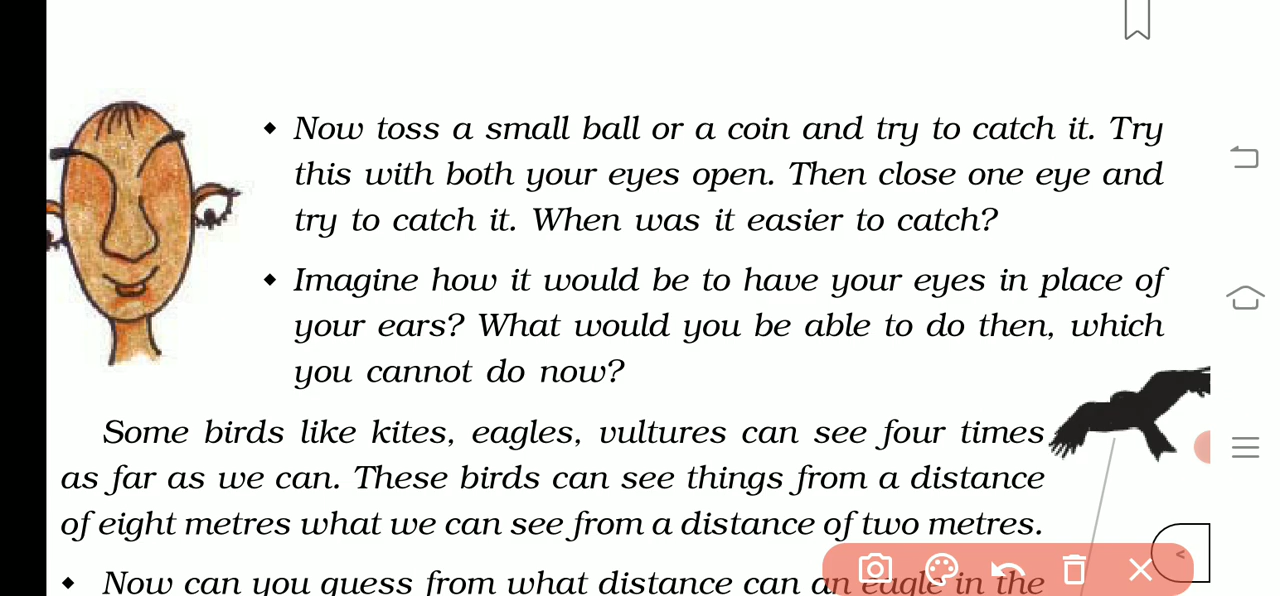 ◆ Now toss a small ball or a coin and try to catch it. Try
this with both your eyes open. Then close one eye and
try to catch it. When was it easier to catch?
◆ Imagine how it would be to have your eyes in place of
your ears? What would you be able to do then, which
you cannot do now?
Some birds like kites, eagles, vultures can see four times
as far as we can. These birds can see things from a distance
of eight metres what we can see from a distance of two metres.
◆ Now can you guess from what distance can an eagle in the